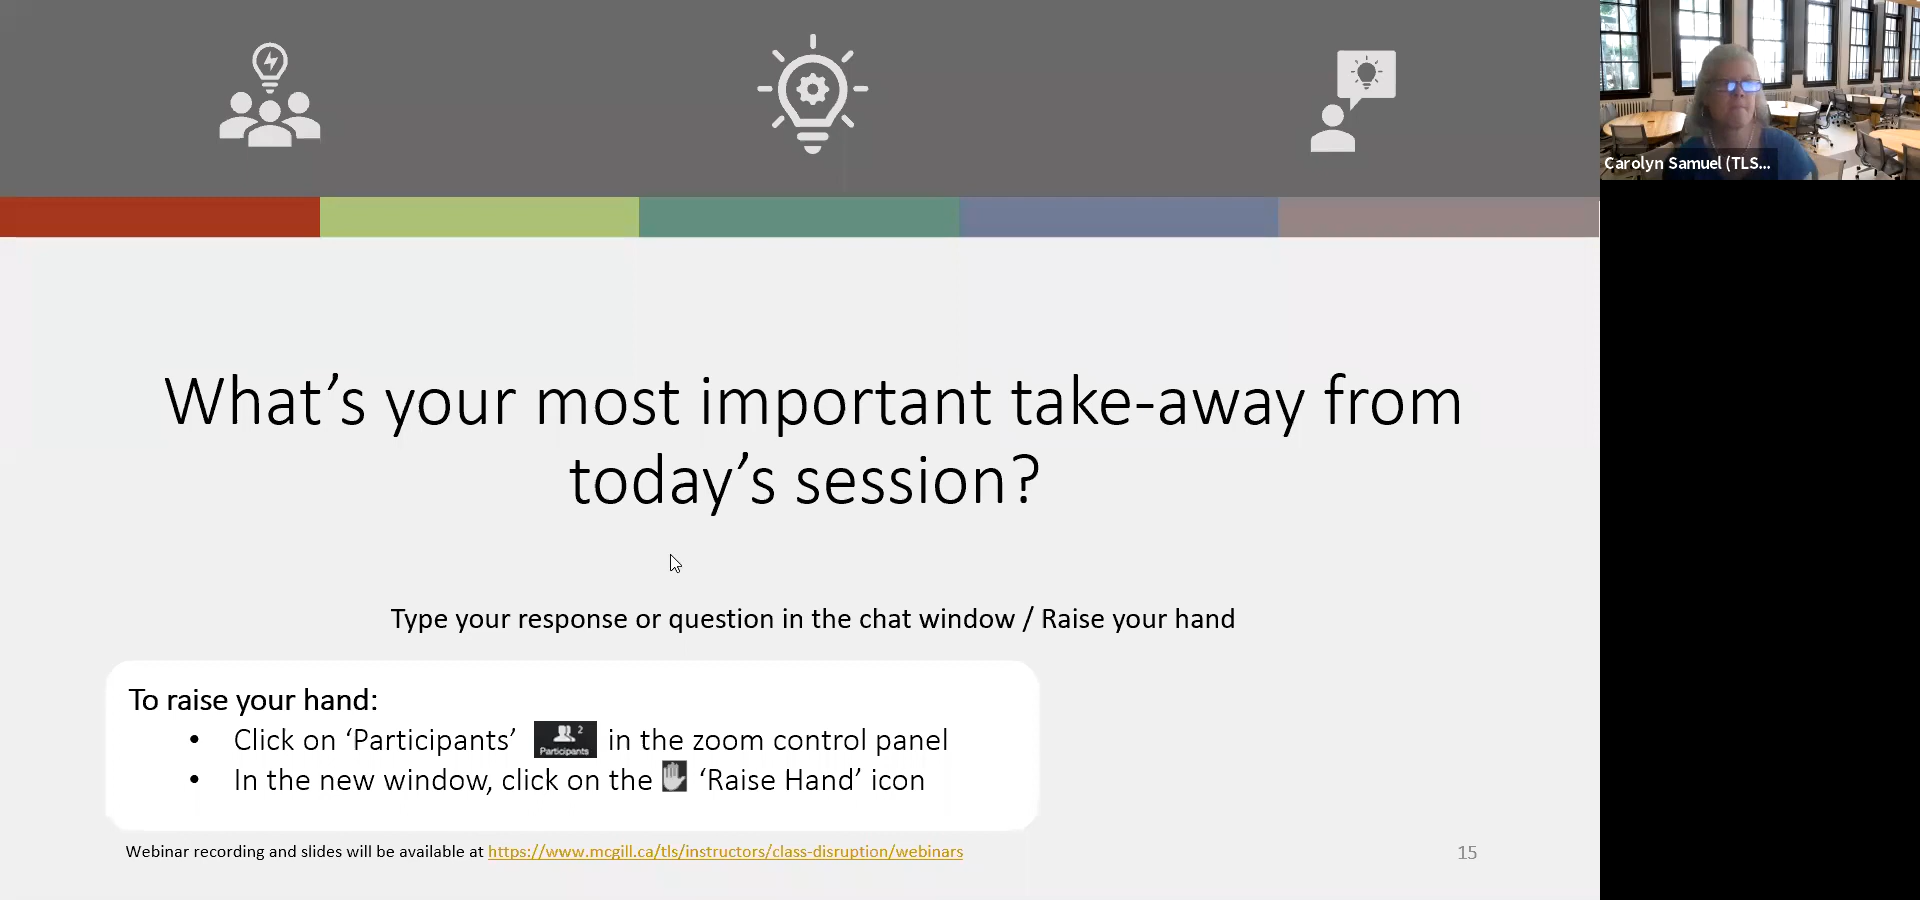 Carolyn Samuel (TLS...
What’s your most important take-away from
today’s session?
Type your response or question in the chat window / Raise your hand
To raise your hand:
• Click on ‘Participants’ 2 Participants in the zoom control panel
• In the new window, click on the ‘Raise Hand’ icon
Webinar recording and slides will be available at https://www.mcgill.ca/tls/instructors/class-disruption/webinars
15